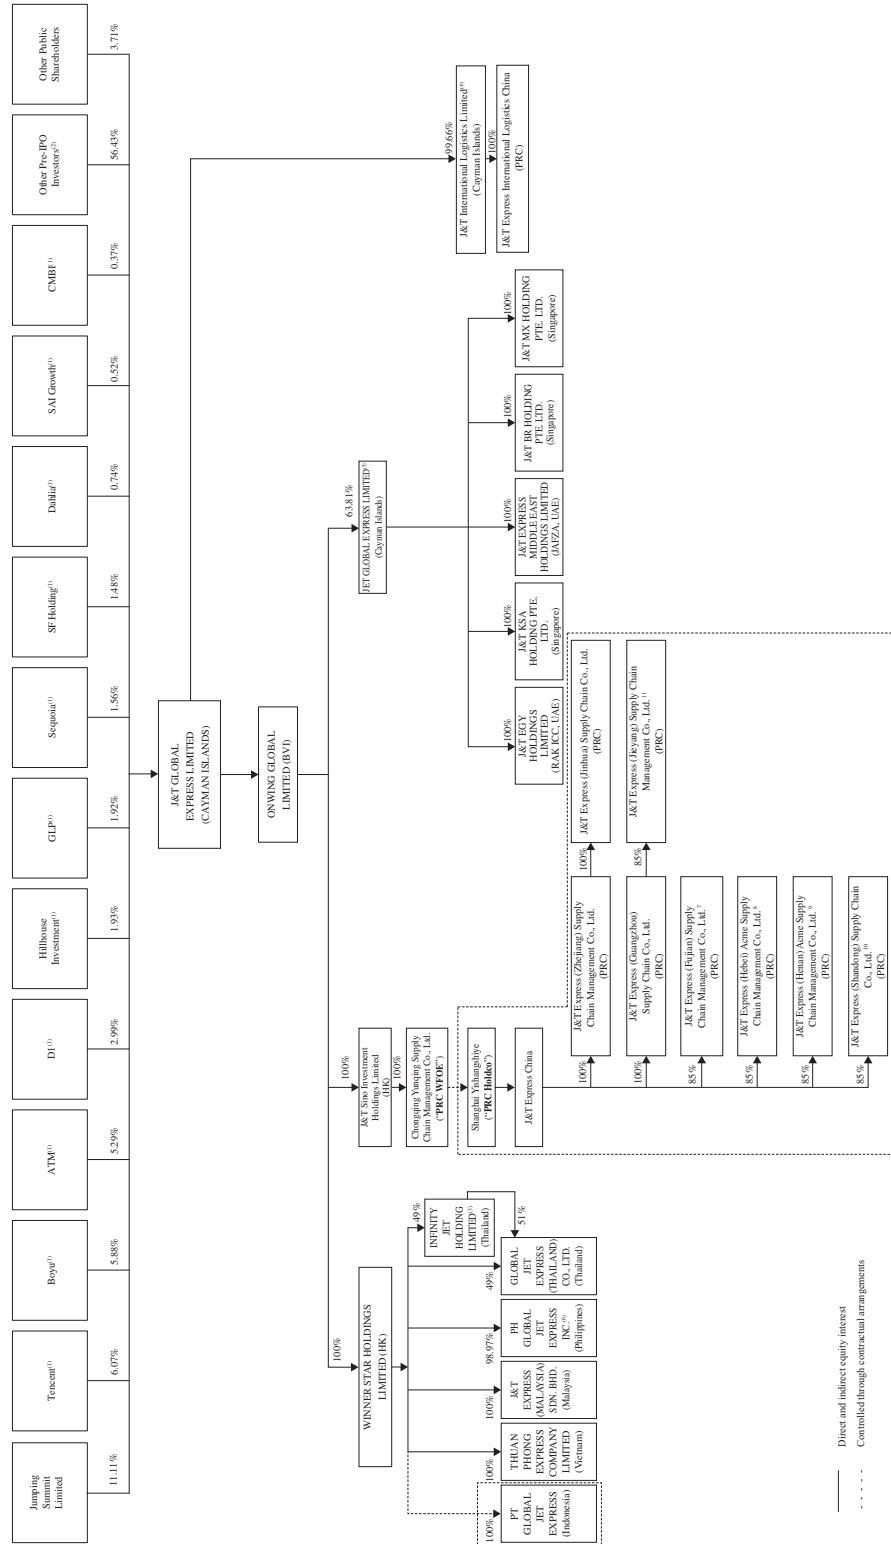 Jumping
Summit
Limited
11.11%
Tencent(1)
6.07%
Boyu(1)
5.88%
ATM(1)
5.29%
D1(1)
2.99%
Hillhouse
Investment(1)
1.93%
GLP(1)
1.92%
Sequoia(1)
1.56%
SF Holding(1)
1.48%
Dahlia(1)
0.74%
SAI Growth(1)
0.52%
CMBI(1)
0.37%
Other Pre-IPO
Investors(2)
56.43%
Other Public
Shareholders
3.71%
J&T GLOBAL
EXPRESS LIMITED
(CAYMAN ISLANDS)
ONWING GLOBAL
LIMITED (BVI)
100%
WINNER STAR HOLDINGS
LIMITED (HK)
100%
J&T Sino Investment
Holdings Limited
(HK)
100%
Chongqing Yunqing Supply
Chain Management Co., Ltd.
("PRC WFOE")
63.81%
JET GLOBAL EXPRESS LIMITED(5)
(Cayman Islands)
99.66%
J&T International Logistics Limited(4)
(Cayman Islands)
100%
J&T Express International Logistics China
(PRC)
49%
INFINITY
JET
HOLDING
LIMITED(3)
(Thailand)
51%
100%
PT
GLOBAL
JET
EXPRESS
(Indonesia)
100%
THUAN
PHONG
EXPRESS
COMPANY
LIMITED
(Vietnam)
100%
J&T
EXPRESS
(MALAYSIA)
SDN. BHD.
(Malaysia)
98.97%
PH
GLOBAL
JET
EXPRESS
INC.(6)
(Philippines)
49%
GLOBAL
JET
EXPRESS
(THAILAND)
CO., LTD.
(Thailand)
Shanghai Yishangshiye
("PRC Holdco")
J&T Express China
100%
J&T EGY
HOLDINGS
LIMITED
(RAK ICC, UAE)
100%
J&T KSA
HOLDING PTE.
LTD.
(Singapore)
100%
J&T EXPRESS
MIDDLE EAST
HOLDINGS LIMITED
(JAFZA, UAE)
100%
J&T BR HOLDING
PTE. LTD.
(Singapore)
100%
J&T MX HOLDING
PTE. LTD.
(Singapore)
100%
J&T Express (Zhejiang) Supply
Chain Management Co., Ltd.
(PRC)
100%
J&T Express (Jinhua) Supply Chain Co., Ltd.
(PRC)
100%
J&T Express (Guangzhou)
Supply Chain Co., Ltd.
(PRC)
85%
J&T Express (Jieyang) Supply Chain
Management Co., Ltd. 11
(PRC)
85%
J&T Express (Fujian) Supply
Chain Management Co., Ltd. 7
(PRC)
85%
J&T Express (Hebei) Acme Supply
Chain Management Co., Ltd. 8
(PRC)
85%
J&T Express (Henan) Acme Supply
Chain Management Co., Ltd. 9
(PRC)
85%
J&T Express (Shandong) Supply Chain
Co., Ltd. 10
(PRC)
Direct and indirect equity interest
Controlled through contractual arrangements